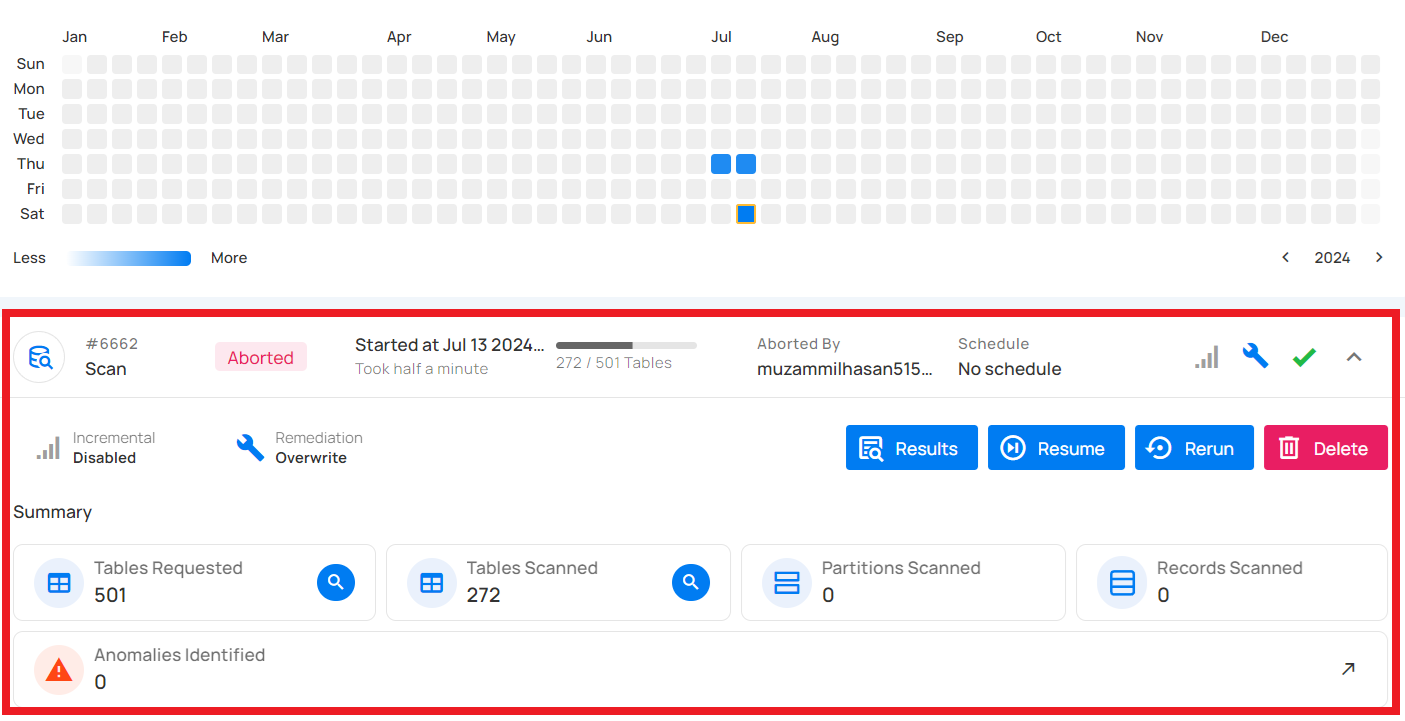 Jan Feb Mar Apr May Jun Jul Aug Sep Oct Nov Dec
Sun
Mon
Tue
Wed
Thu
Fri
Sat
Less More 2024
#6662
Scan
Aborted
Started at Jul 13 2024...
Took half a minute
272 / 501 Tables
Aborted By
muzammilhasan515...
Schedule
No schedule
Incremental
Disabled
Remediation
Overwrite
Results
Resume
Rerun
Delete
Summary
Tables Requested
501
Tables Scanned
272
Partitions Scanned
0
Records Scanned
0
Anomalies Identified
0